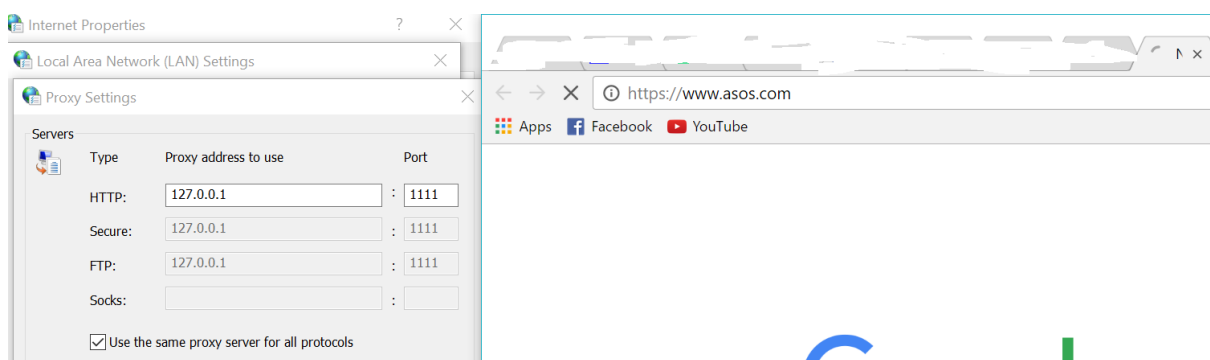 Internet Properties
Local Area Network (LAN) Settings
Proxy Settings
Servers
Type Proxy address to use Port
HTTP: 127.0.0.1 : 1111
Secure: 127.0.0.1 : 1111
FTP: 127.0.0.1 : 1111
Socks: :
Use the same proxy server for all protocols
N
https://www.asos.com
Apps Facebook YouTube